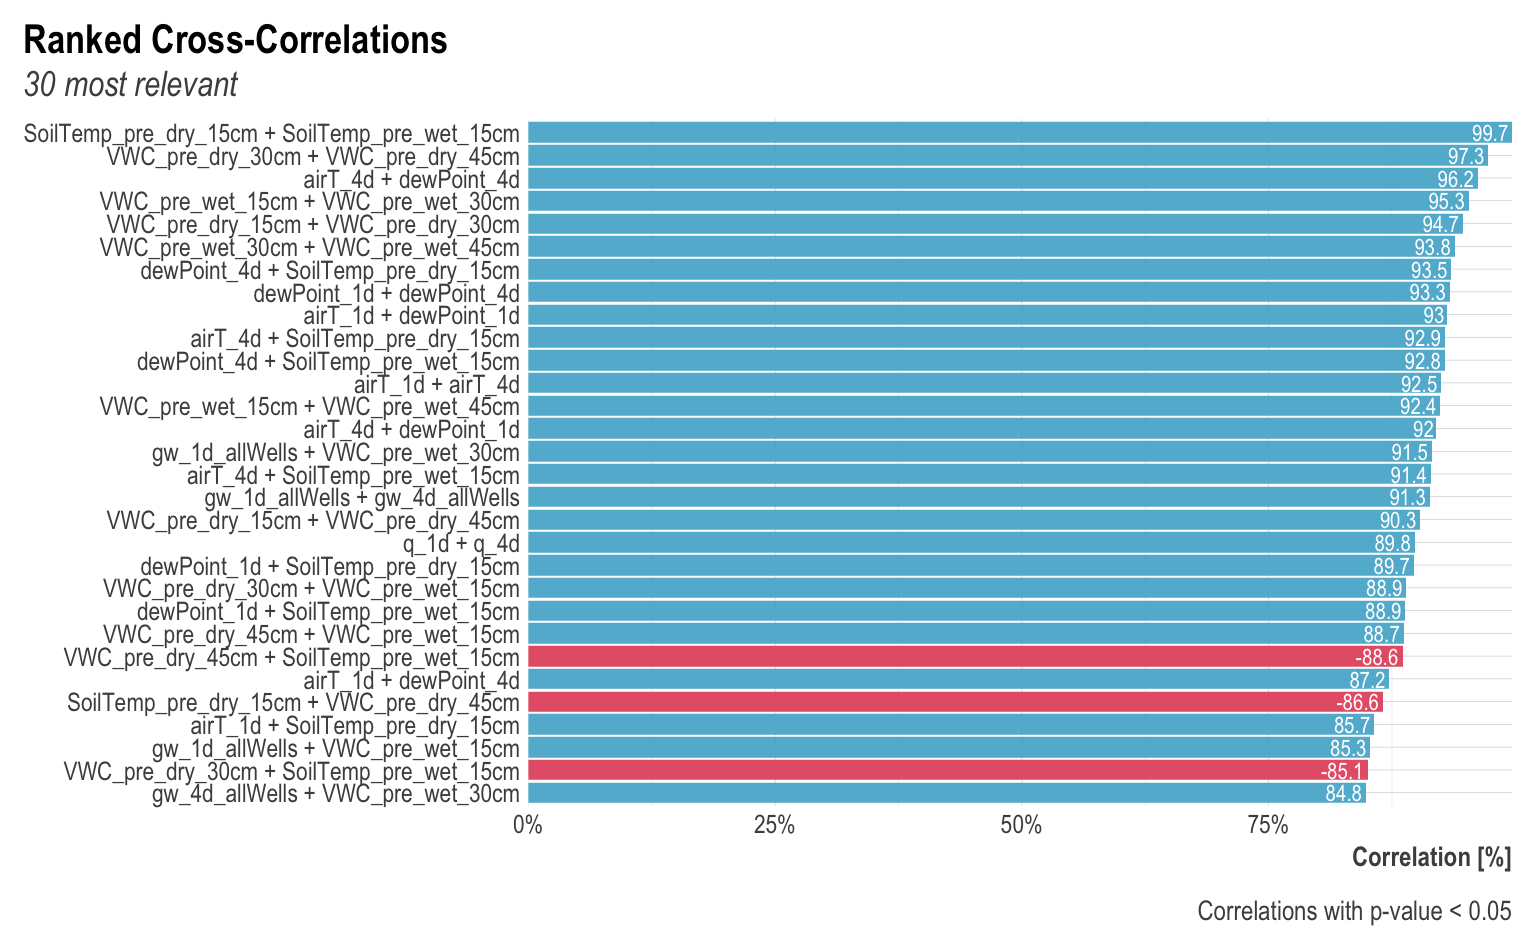 Ranked Cross-Correlations
30 most relevant
SoilTemp_pre_dry_15cm + SoilTemp_pre_wet_15cm 99.7
VWC_pre_dry_30cm + VWC_pre_dry_45cm 97.3
airT_4d + dewPoint_4d 96.2
VWC_pre_wet_15cm + VWC_pre_wet_30cm 95.3
VWC_pre_dry_15cm + VWC_pre_dry_30cm 94.7
VWC_pre_wet_30cm + VWC_pre_wet_45cm 93.8
dewPoint_4d + SoilTemp_pre_dry_15cm 93.5
dewPoint_1d + dewPoint_4d 93.3
airT_1d + dewPoint_1d 93
airT_4d + SoilTemp_pre_dry_15cm 92.9
dewPoint_4d + SoilTemp_pre_wet_15cm 92.8
airT_1d + airT_4d 92.5
VWC_pre_wet_15cm + VWC_pre_wet_45cm 92.4
airT_4d + dewPoint_1d 92
gw_1d_allWells + VWC_pre_wet_30cm 91.5
airT_4d + SoilTemp_pre_wet_15cm 91.4
gw_1d_allWells + gw_4d_allWells 91.3
VWC_pre_dry_15cm + VWC_pre_dry_45cm 90.3
q_1d + q_4d 89.8
dewPoint_1d + SoilTemp_pre_dry_15cm 89.7
VWC_pre_dry_30cm + VWC_pre_wet_15cm 88.9
dewPoint_1d + SoilTemp_pre_wet_15cm 88.9
VWC_pre_dry_45cm + VWC_pre_wet_15cm 88.7
VWC_pre_dry_45cm + SoilTemp_pre_wet_15cm -88.6
airT_1d + dewPoint_4d 87.2
SoilTemp_pre_dry_15cm + VWC_pre_dry_45cm -86.6
airT_1d + SoilTemp_pre_dry_15cm 85.7
gw_1d_allWells + VWC_pre_wet_15cm 85.3
VWC_pre_dry_30cm + SoilTemp_pre_wet_15cm -85.1
gw_4d_allWells + VWC_pre_wet_30cm 84.8
0% 25% 50% 75%
Correlation [%]
Correlations with p-value < 0.05